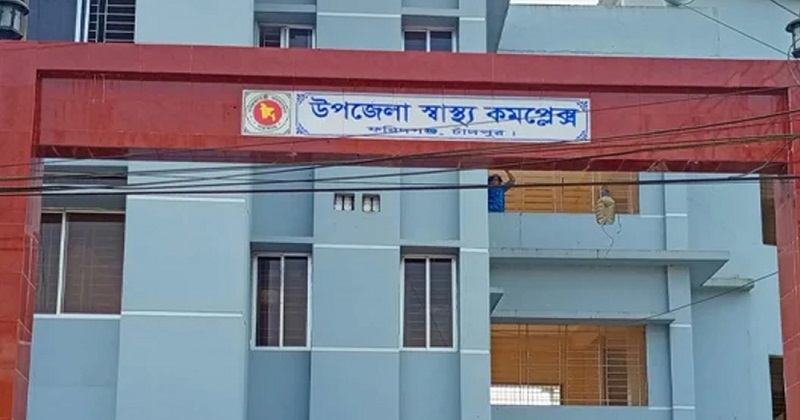 উপজেলা স্বাস্থ্য কমপ্লেক্স
ফরিদগঞ্জ, চাঁদপুর।